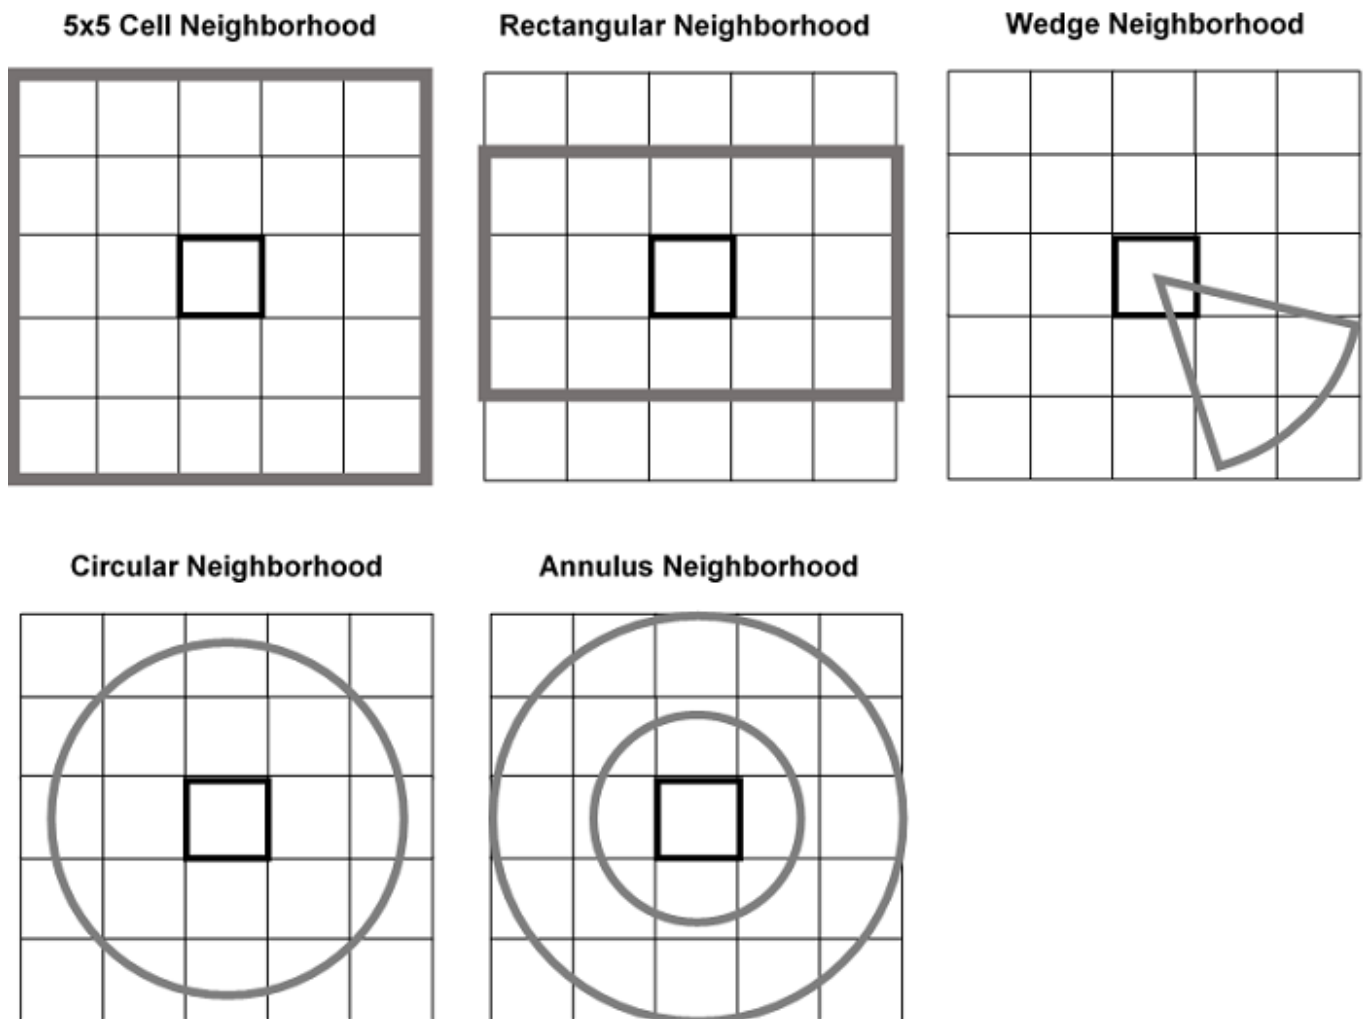 5x5 Cell Neighborhood
Rectangular Neighborhood
Wedge Neighborhood
Circular Neighborhood
Annulus Neighborhood